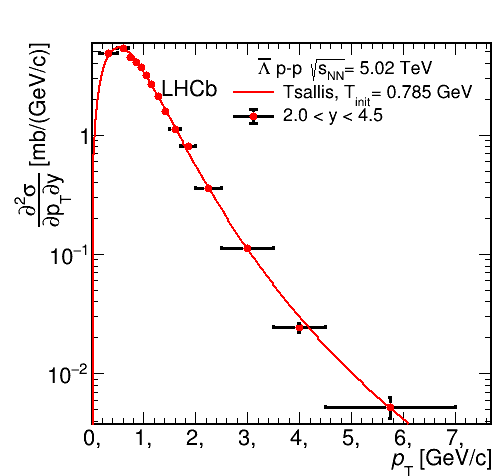 Λ̅ p-p √s_NN = 5.02 TeV
LHCb
Tsallis, T_init = 0.785 GeV
2.0 < y < 4.5
∂²σ/∂p_T∂y [mb/(GeV/c)]
1
10⁻¹
10⁻²
0, 1, 2, 3, 4, 5, 6, 7,
p_T [GeV/c]